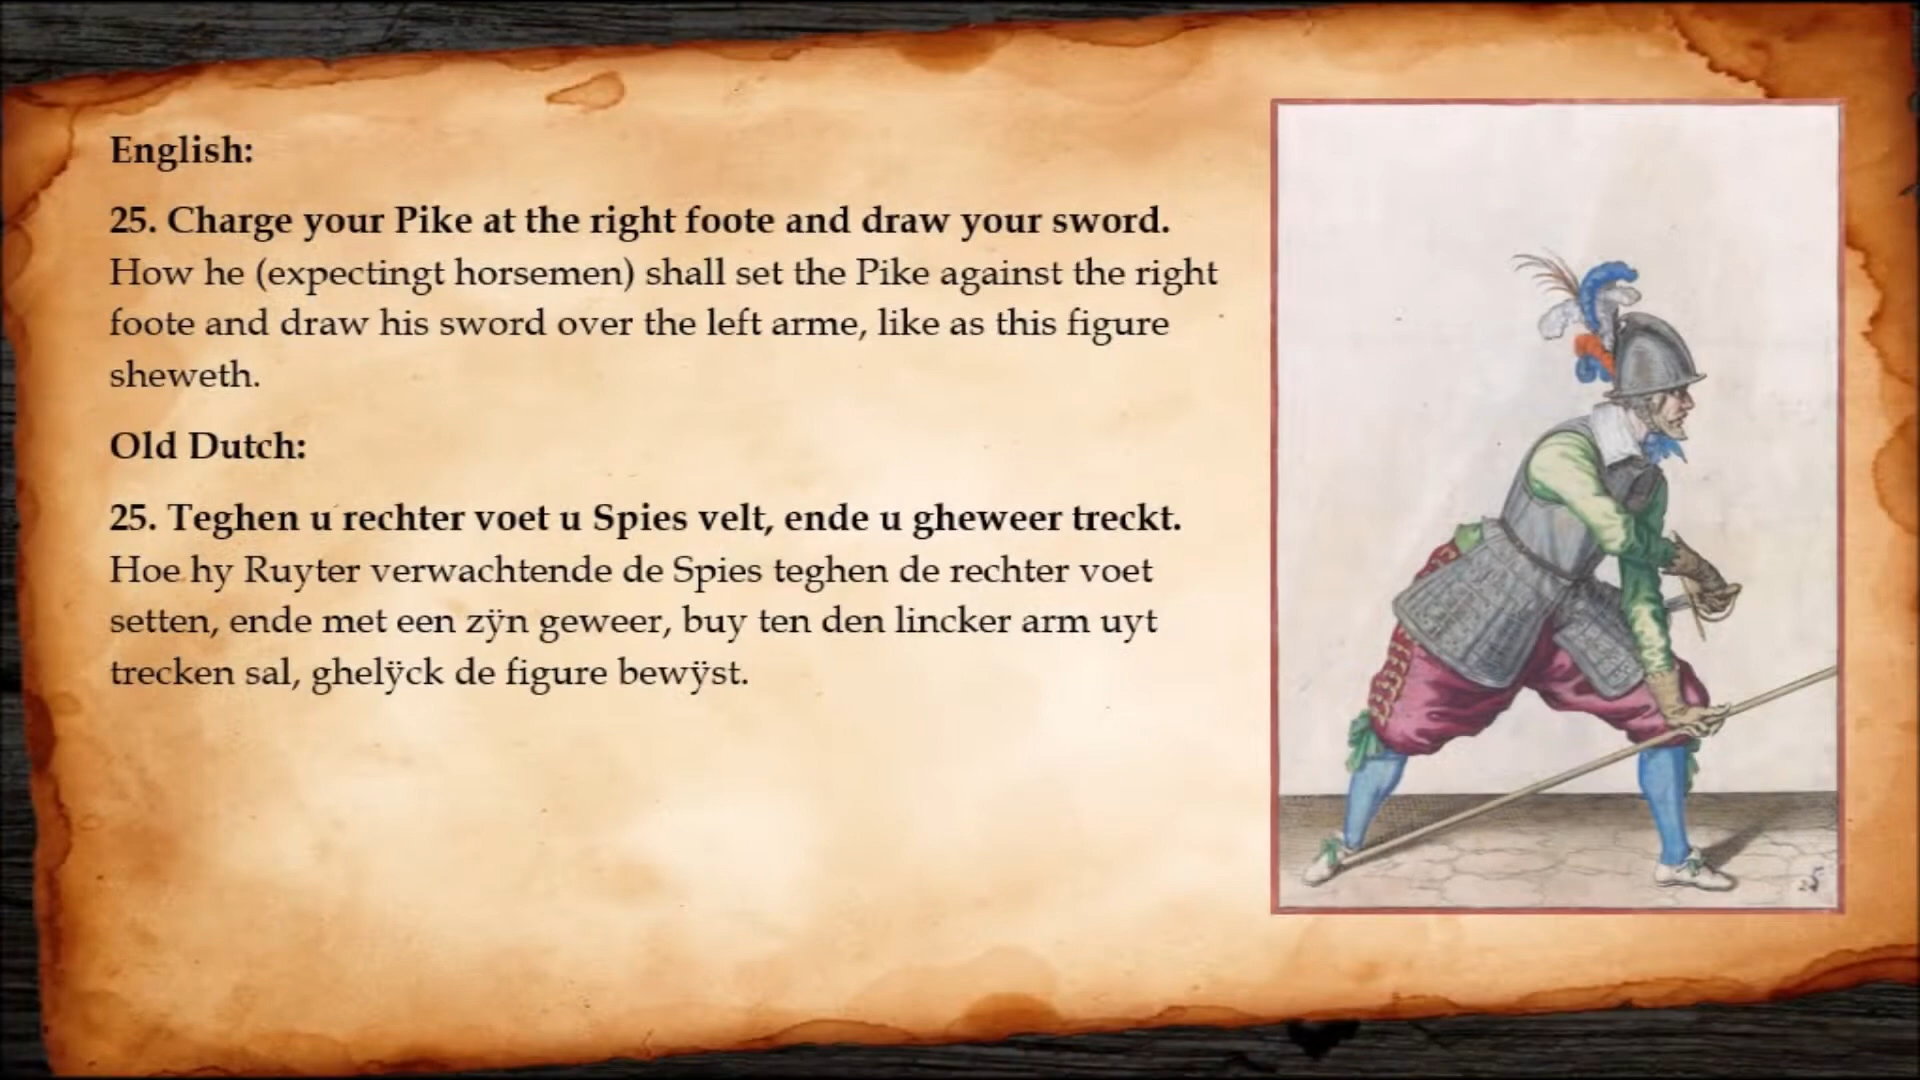 English:
25. Charge your Pike at the right foote and draw your sword.
How he (expectingt horsemen) shall set the Pike against the right
foote and draw his sword over the left arme, like as this figure
sheweth.
Old Dutch:
25. Teghen u rechter voet u Spies velt, ende u gheweer treckt.
Hoe hy Ruyter verwachtende de Spies teghen de rechter voet
setten, ende met een zÿn geweer, buy ten den lincker arm uyt
trecken sal, ghelÿck de figure bewÿst.
25